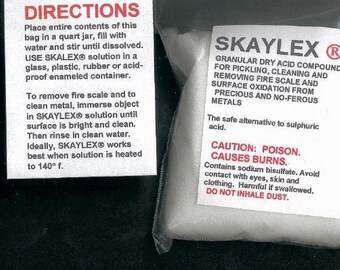 DIRECTIONS
Place entire contents of this
bag in a quart jar, fill with
water and stir until dissolved.
USE SKALEX® solution in a
glass, plastic, rubber or acid-
proof enameled container.
To remove fire scale and to
clean metal, immerse object
in SKAYLEX® solution until
surface is bright and clean.
Then rinse in clean water.
Ideally, SKAYLEX® works
best when solution is heated
to 140° f.
SKAYLEX ®
GRANULAR DRY ACID COMPOUND
FOR PICKLING, CLEANING AND
REMOVING FIRE SCALE AND
SURFACE OXIDATION FROM
PRECIOUS AND NO-FEROUS
METALS
The safe alternative to sulphuric
acid.
CAUTION: POISON.
CAUSES BURNS.
Contains sodium bisulfate. Avoid
contact with eyes, skin and
clothing. Harmful if swallowed.
DO NOT INHALE DUST.